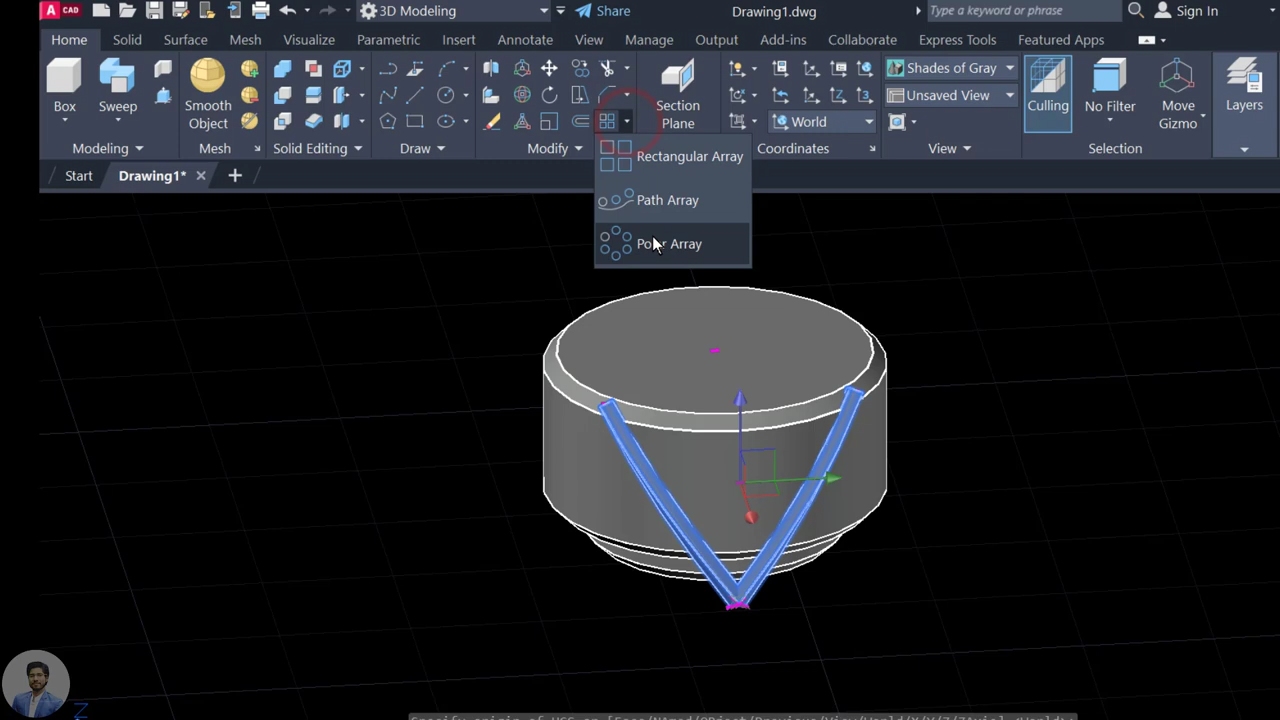 A CAD
3D Modeling
Share
Drawing1.dwg
Type a keyword or phrase
Sign In
Home
Solid
Surface
Mesh
Visualize
Parametric
Insert
Annotate
View
Manage
Output
Add-ins
Collaborate
Express Tools
Featured Apps
Box
Sweep
Smooth
Object
Section
Plane
Shades of Gray
Unsaved View
World
Culling
No Filter
Move
Gizmo
Layers
Modeling
Mesh
Solid Editing
Draw
Modify
Coordinates
View
Selection
Rectangular Array
Path Array
Polar Array
Start
Drawing1*
Z